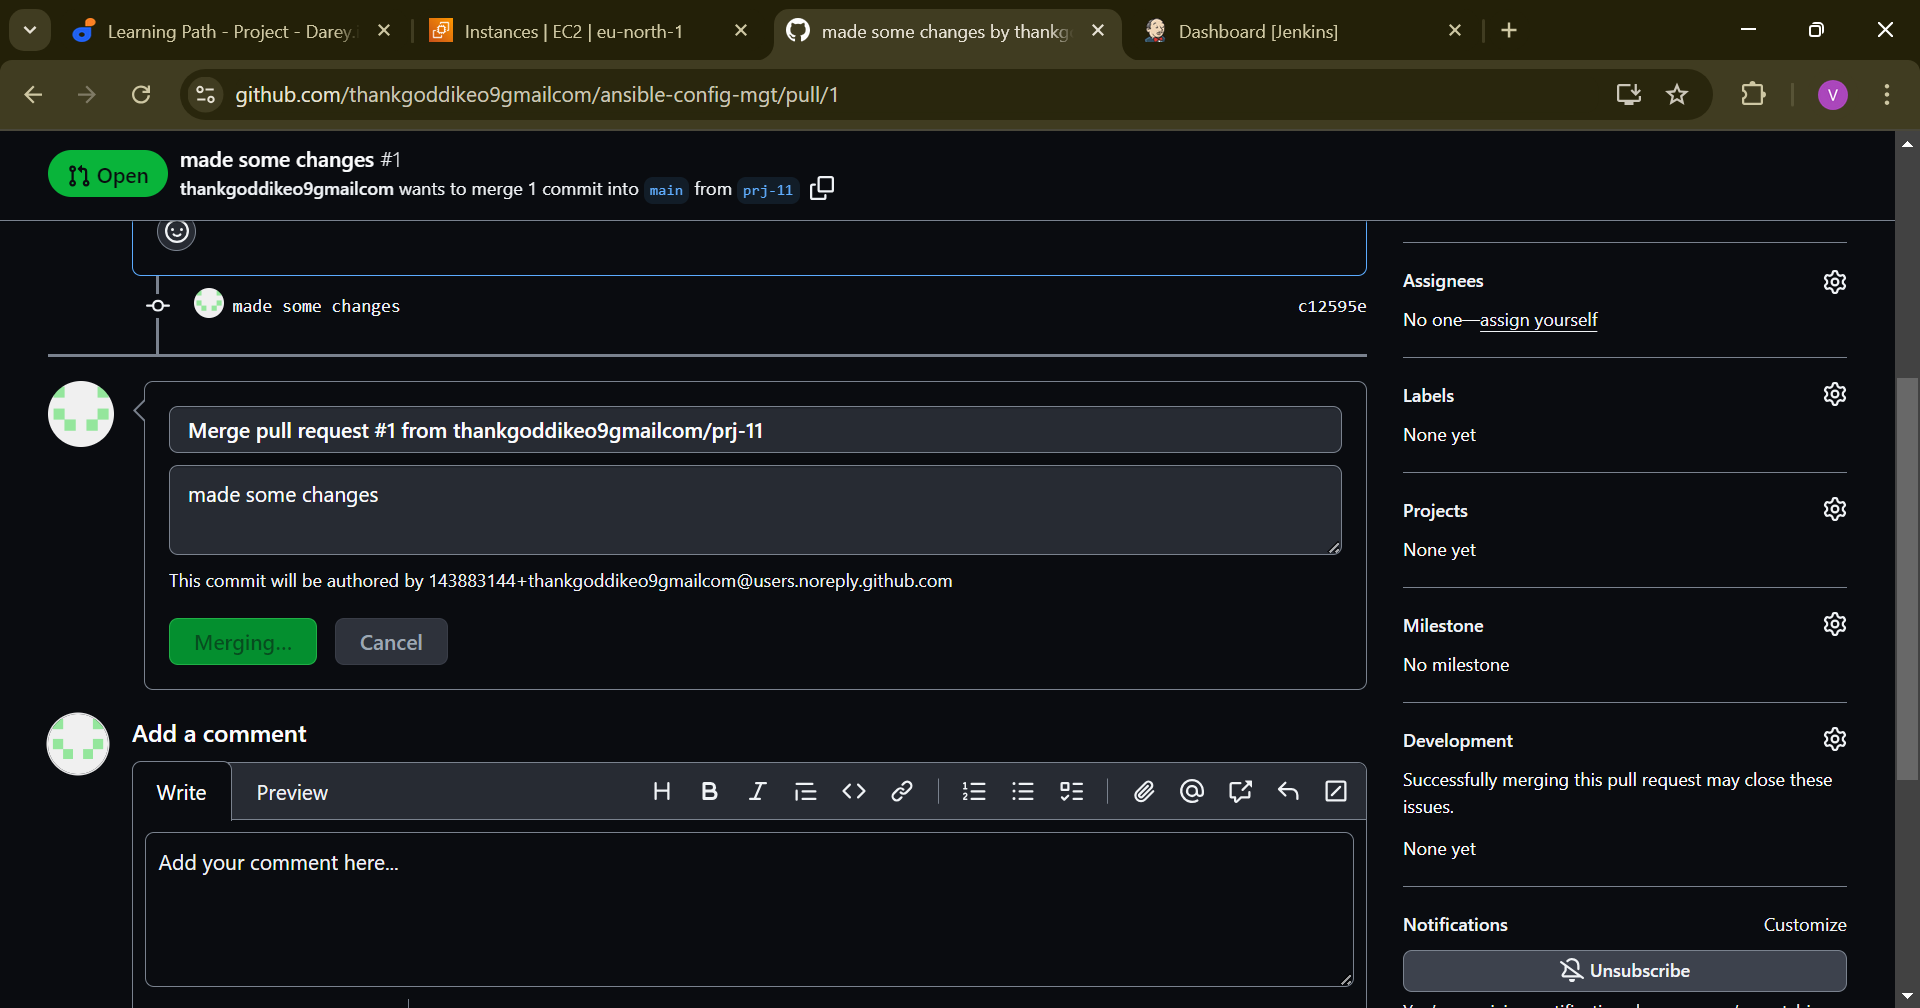 Learning Path - Project - Darey.
Instances | EC2 | eu-north-1
made some changes by thankg
Dashboard [Jenkins]
github.com/thankgoddikeo9gmailcom/ansible-config-mgt/pull/1
V
Open
made some changes #1
thankgoddikeo9gmailcom wants to merge 1 commit into main from prj-11
made some changes
c12595e
Merge pull request #1 from thankgoddikeo9gmailcom/prj-11
made some changes
This commit will be authored by 143883144+thankgoddikeo9gmailcom@users.noreply.github.com
Merging...
Cancel
Add a comment
Write
Preview
Add your comment here...
Assignees
No one—assign yourself
Labels
None yet
Projects
None yet
Milestone
No milestone
Development
Successfully merging this pull request may close these
issues.
None yet
Notifications
Customize
Unsubscribe